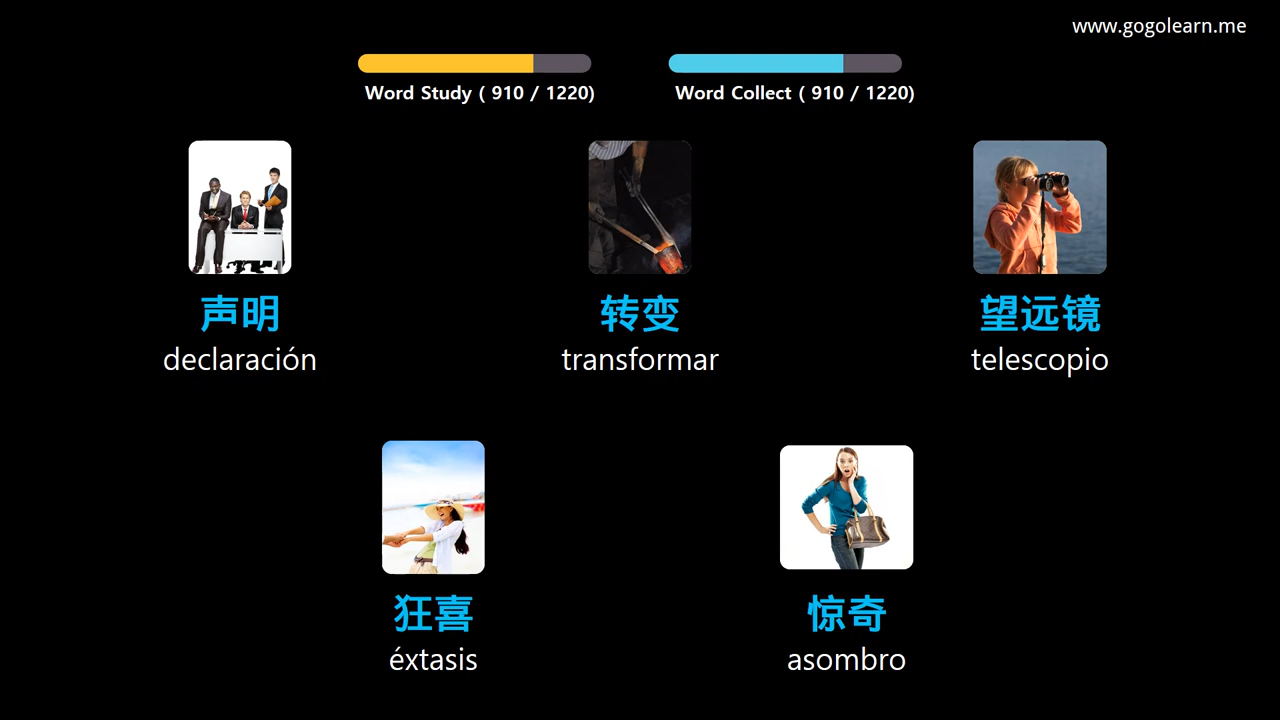 www.gogolearn.me
Word Study ( 910 / 1220)
Word Collect ( 910 / 1220)
声明
declaración
转变
transformar
望远镜
telescopio
狂喜
éxtasis
惊奇
asombro